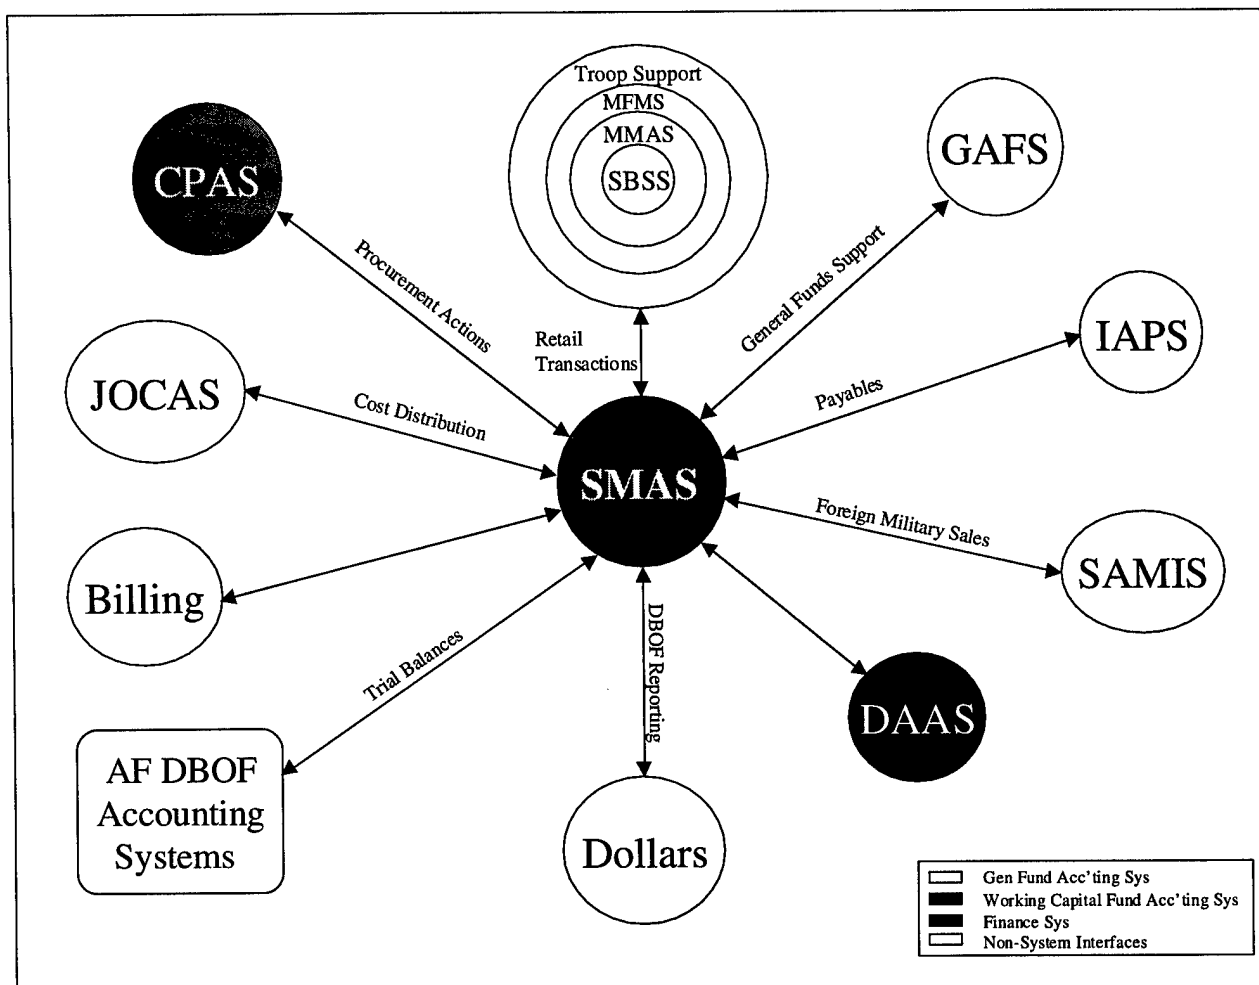 Troop Support
MFMS
MMAS
SBSS
CPAS
GAFS
Procurement Actions
General Funds Support
Retail
Transactions
IAPS
JOCAS
Cost Distribution
Payables
SMAS
Foreign Military Sales
SAMIS
Billing
Trial Balances
DBOF Reporting
DAAS
AF DBOF
Accounting
Systems
Dollars
Gen Fund Acc'ting Sys
Working Capital Fund Acc'ting Sys
Finance Sys
Non-System Interfaces